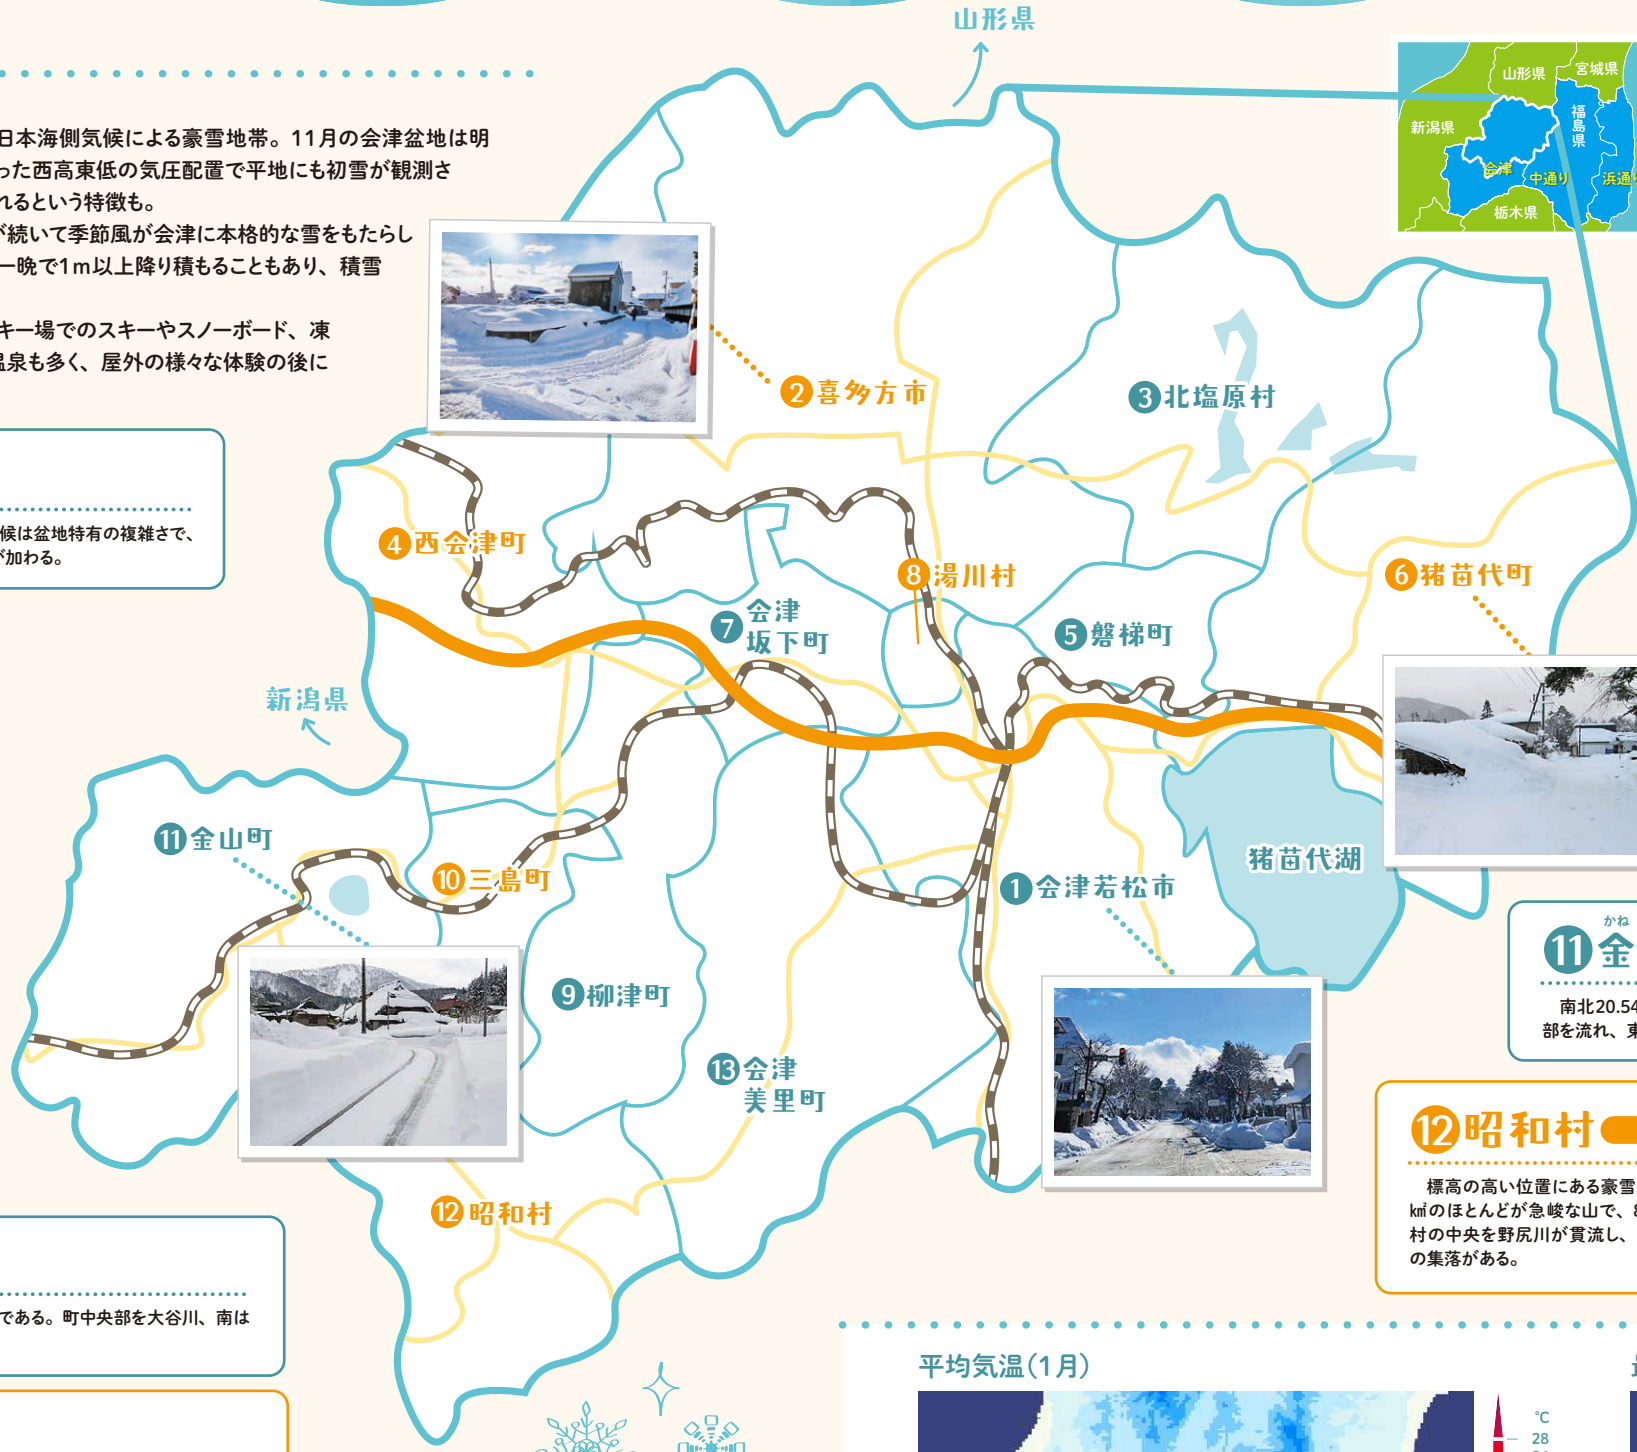 山形県
日本海側気候による豪雪地帯。11月の会津盆地は明
った西高東低の気圧配置で平地にも初雪が観測さ
れるという特徴も。
が続いて季節風が会津に本格的な雪をもたらし
一晩で1m以上降り積もることもあり、積雪
キー場でのスキーやスノーボード、凍
温泉も多く、屋外の様々な体験の後に
山形県
宮城県
新潟県
福島県
会津
中通り
浜通り
栃木県
2 喜多方市
3 北塩原村
候は盆地特有の複雑さで、
が加わる。
4 西会津町
8 湯川村
6 猪苗代町
7 会津
坂下町
5 磐梯町
新潟県
11 金山町
10 三島町
猪苗代湖
1 会津若松市
9 柳津町
13 会津
美里町
12 昭和村
かね
11 金
南北20.54
部を流れ、東
12 昭和村
標高の高い位置にある豪雪
㎢のほとんどが急峻な山で、8
村の中央を野尻川が貫流し、
の集落がある。
である。町中央部を大谷川、南は
平均気温(1月)
℃
28